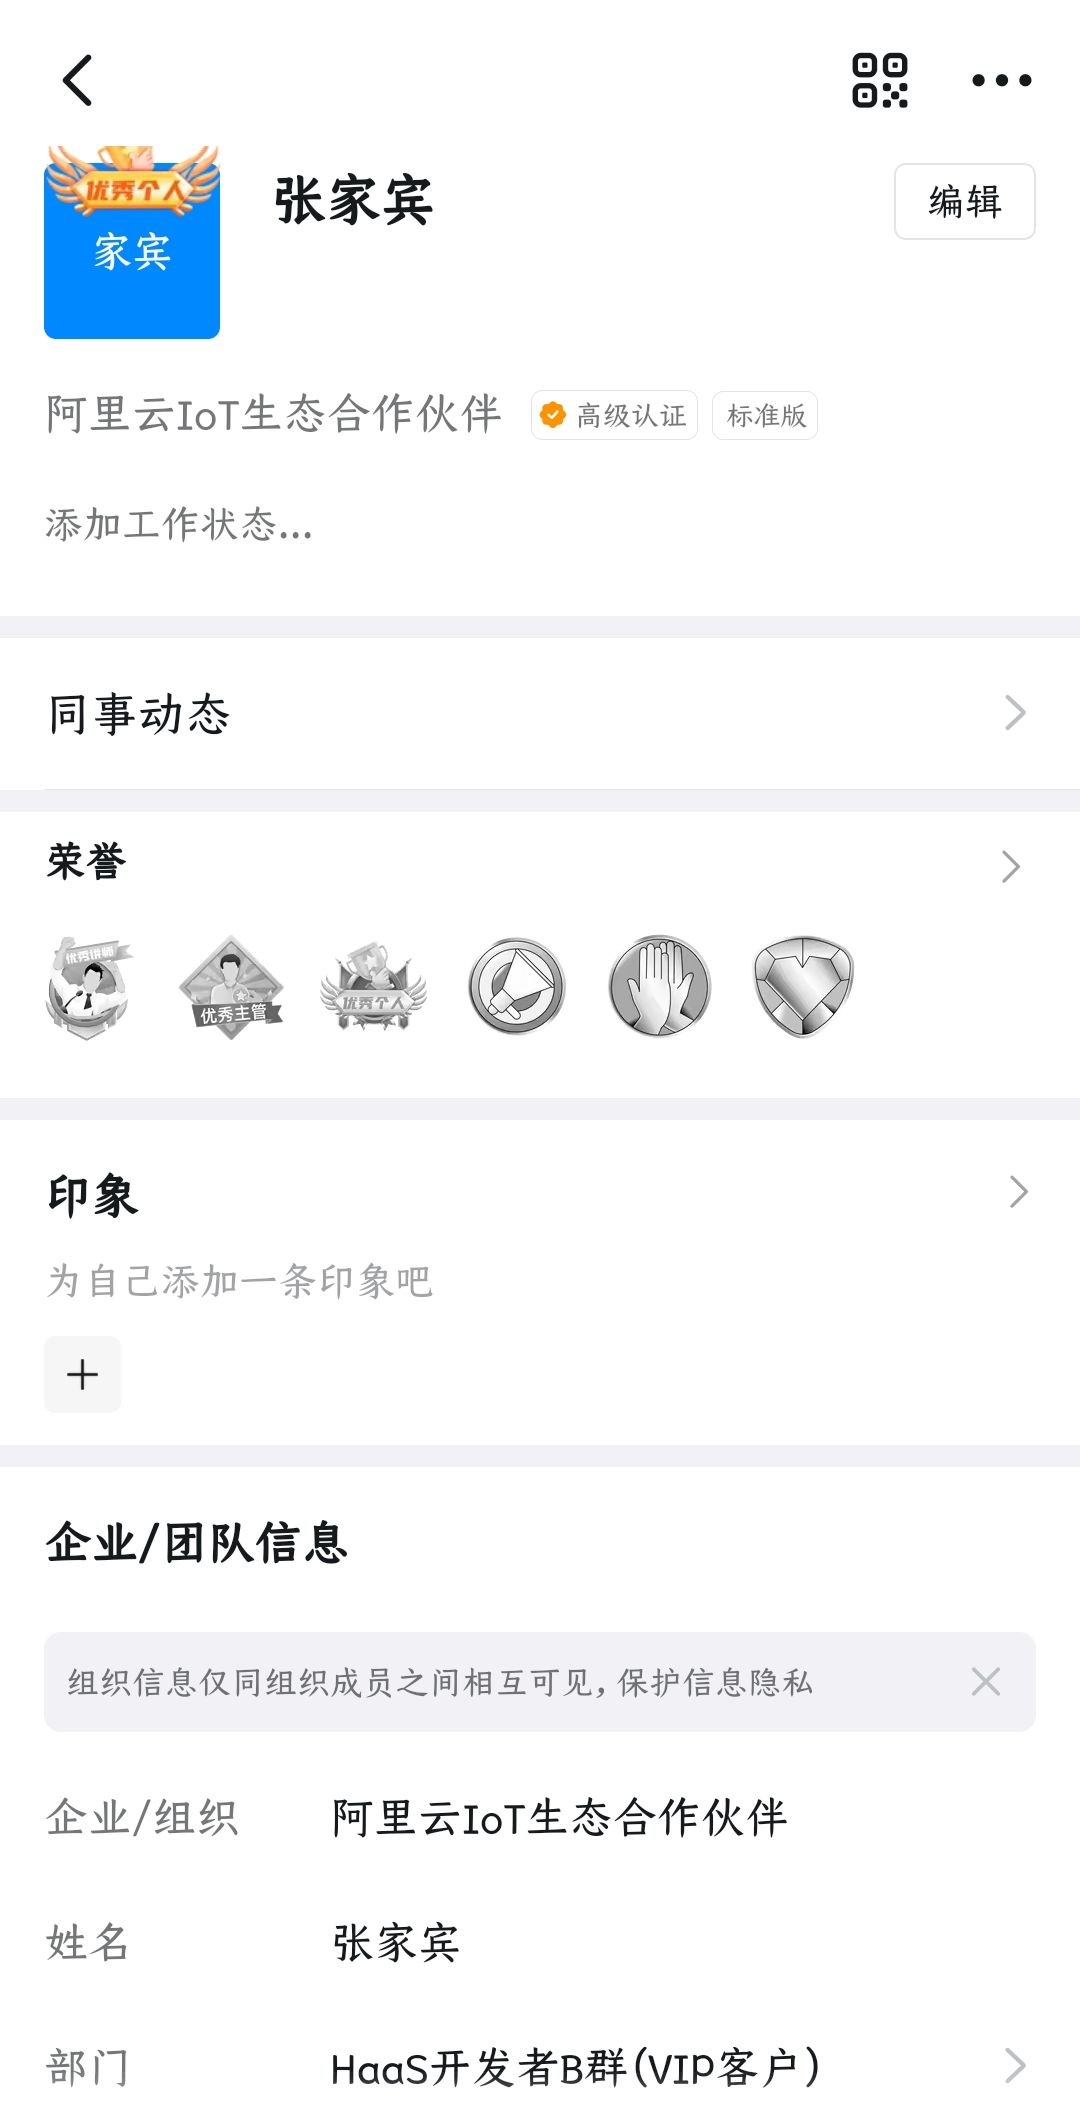 优秀个人
家宾
张家宾
编辑
阿里云IoT生态合作伙伴 高级认证 标准版
添加工作状态...
同事动态
荣誉
优秀讲师 优秀主管 优秀个人
印象
为自己添加一条印象吧
企业/团队信息
组织信息仅同组织成员之间相互可见，保护信息隐私
企业/组织 阿里云IoT生态合作伙伴
姓名 张家宾
部门 HaaS开发者B群(VIP客户)